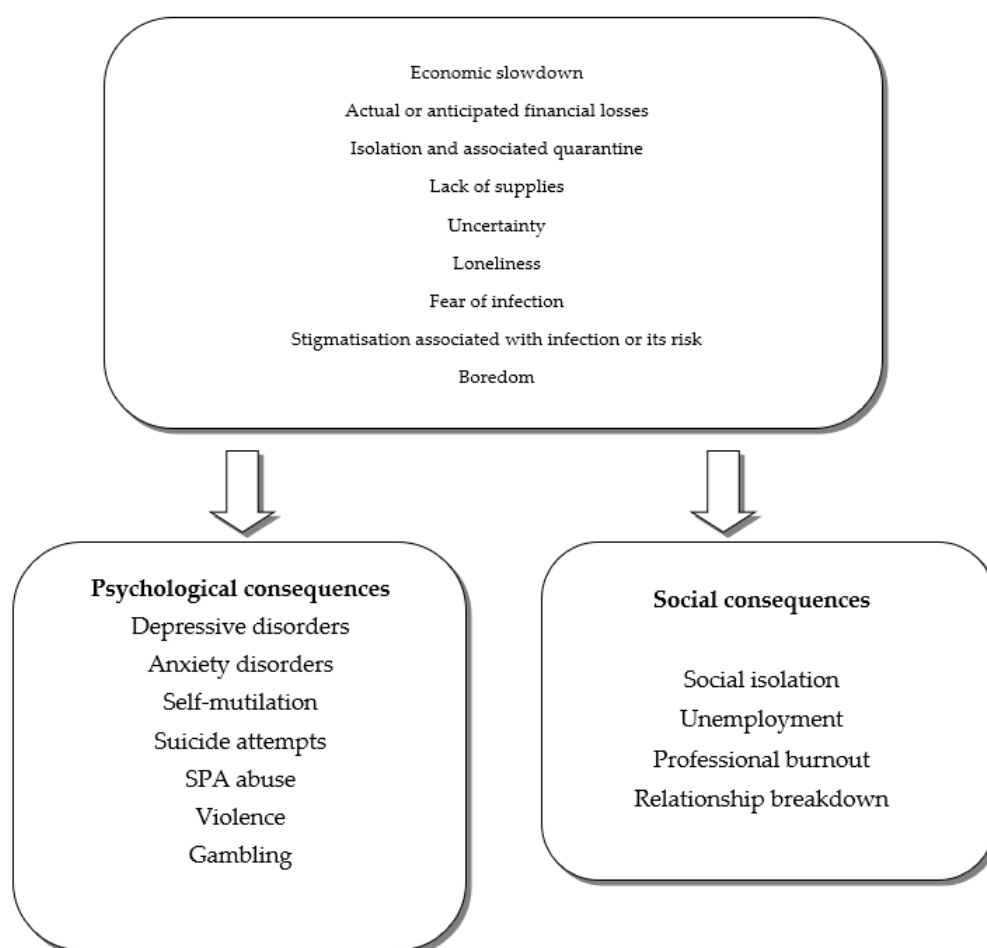 Economic slowdown
Actual or anticipated financial losses
Isolation and associated quarantine
Lack of supplies
Uncertainty
Loneliness
Fear of infection
Stigmatisation associated with infection or its risk
Boredom
Psychological consequences
Depressive disorders
Anxiety disorders
Self-mutilation
Suicide attempts
SPA abuse
Violence
Gambling
Social consequences
Social isolation
Unemployment
Professional burnout
Relationship breakdown